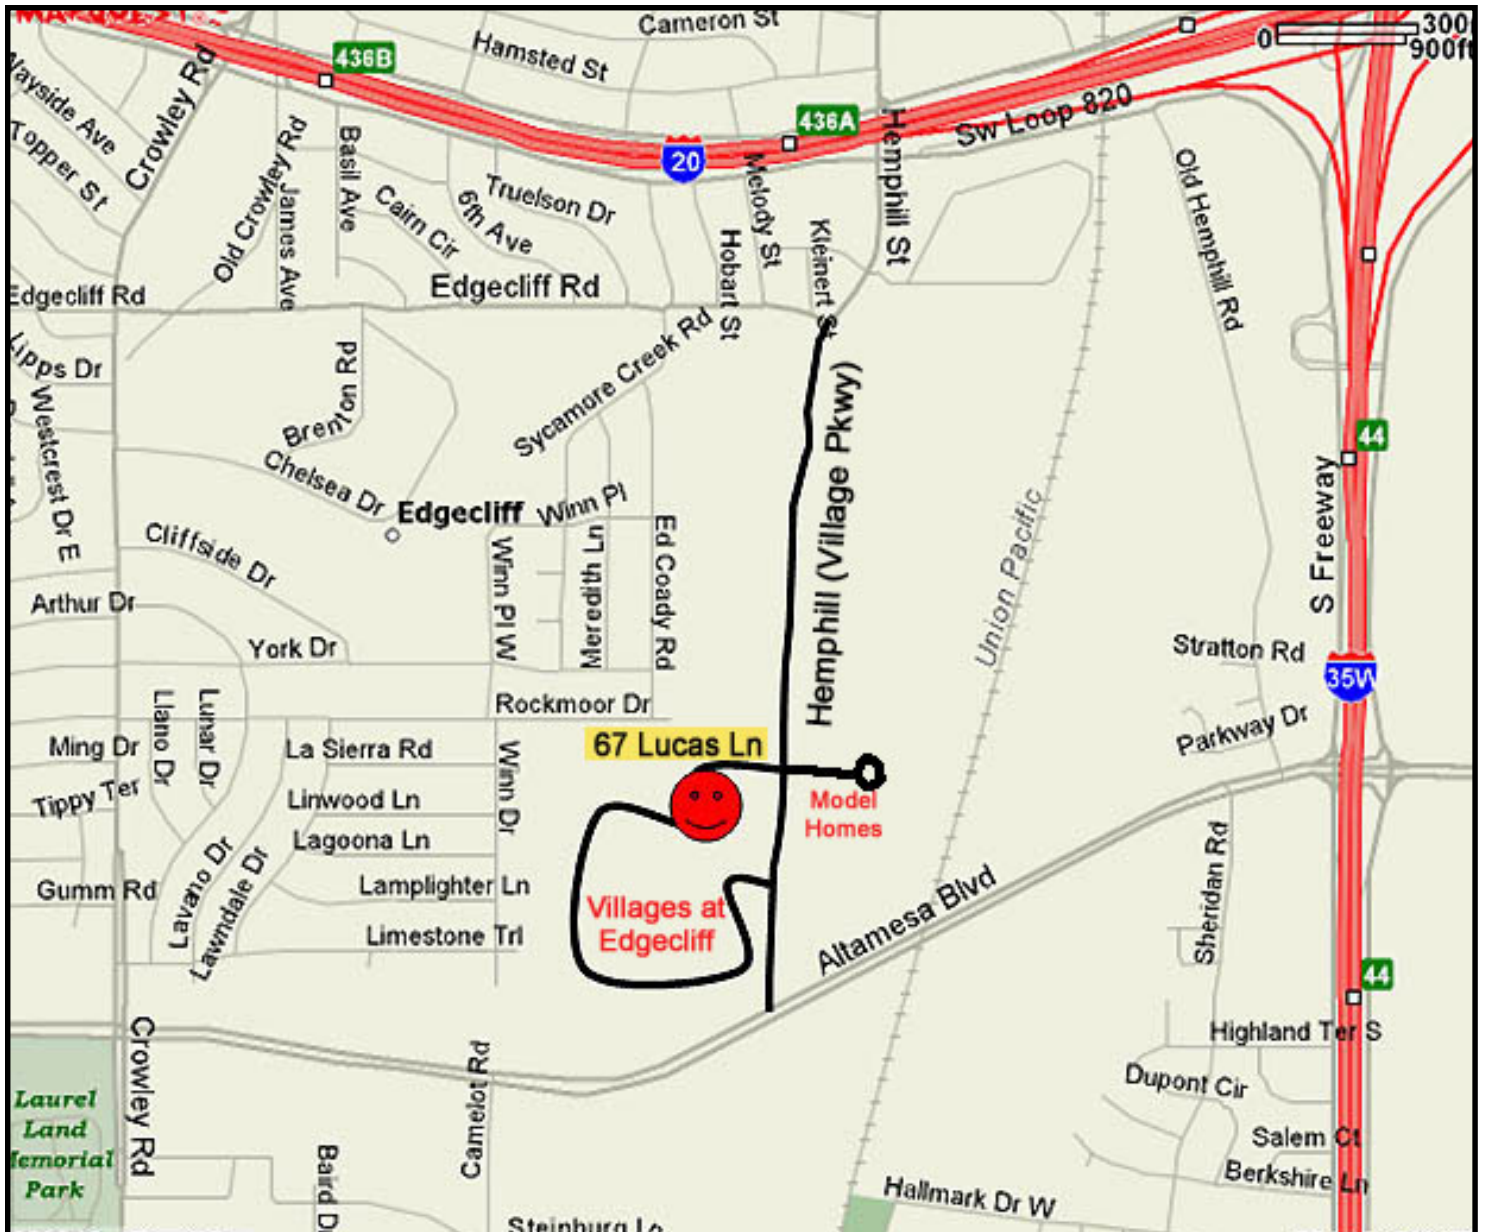 Cameron St
300
0
900ft
436B
Hamsted St
Crowley Rd
Wayside Ave
Topper St
436A
Sw Loop 820
Hemphill St
20
Old Crowley Rd
Basil Ave
James Ave
Cairn Cir
6th Ave
Truelson Dr
Melody St
Hobart St
Kleinert St
Old Hemphill Rd
Edgecliff Rd
Edgecliff Rd
Lipps Dr
Westcrest Dr E
Brenton Rd
Sycamore Creek Rd
Hemphill (Village Pkwy)
44
S Freeway
Chelsea Dr
Edgecliff
Winn Pl
Cliffside Dr
Winn Pl W
Meredith Ln
Ed Coady Rd
Union Pacific
Arthur Dr
York Dr
Stratton Rd
35W
Rockmoor Dr
Llano Dr
Lunar Dr
Parkway Dr
Ming Dr
La Sierra Rd
67 Lucas Ln
Winn Dr
Tippy Ter
Linwood Ln
Model
Homes
Lagoona Ln
Lavano Dr
Lawndale Dr
Gumm Rd
Lamplighter Ln
Villages at
Edgecliff
Altamesa Blvd
Sheridan Rd
Limestone Trl
44
Crowley Rd
Camelot Rd
Highland Ter S
Dupont Cir
Laurel
Land
Memorial
Park
Salem Ct
Berkshire Ln
Baird Dr
Hallmark Dr W
Steinburg Ln